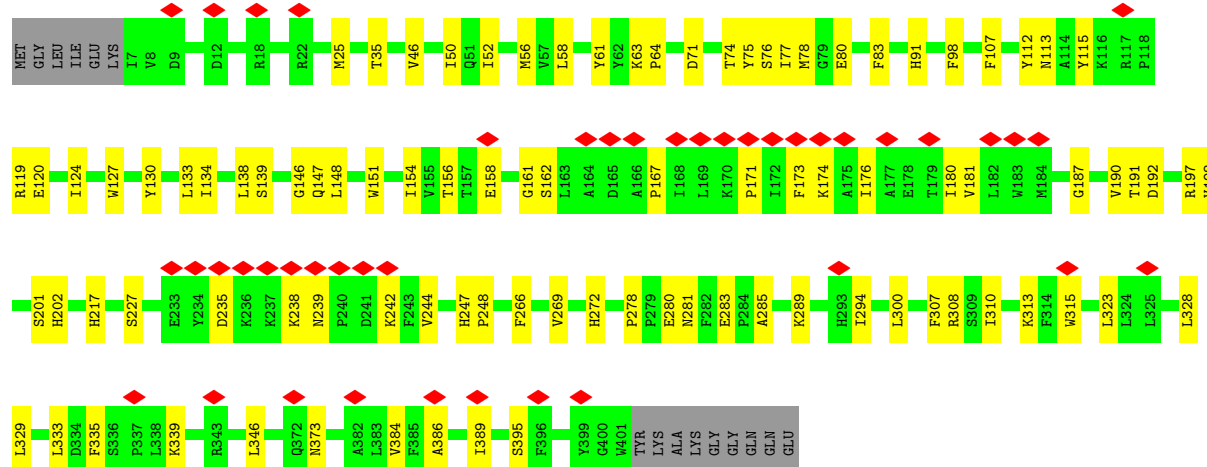 MET GLY LEU ILE GLU LYS I7 V8 D9 D12 R18 R22 M25 T35 V46 I50 Q51 I52 M56 V57 L58 Y61 Y62 K63 P64 D71 T74 Y75 S76 I77 M78 G79 E80 F83 H91 F98 F107 Y112 N113 A114 Y115 K116 R117 P118
R119 E120 I124 W127 Y130 L133 I134 L138 S139 G146 Q147 L148 W151 I154 V155 T156 T157 E158 G161 S162 L163 A164 D165 A166 P167 I168 L169 K170 P171 I172 F173 K174 A175 I176 A177 E178 T179 I180 V181 L182 W183 M184 G187 V190 T191 D192 R197
S201 H202 H217 S227 E233 Y234 D235 K236 K237 K238 N239 P240 D241 K242 F243 V244 H247 P248 F266 V269 H272 P278 P279 E280 N281 F282 E283 P284 A285 K289 H293 I294 L300 F307 R308 S309 I310 K313 F314 W315 L323 L324 L325 L328
L329 L333 D334 F335 S336 P337 L338 K339 R343 L346 Q372 N373 A382 L383 V384 F385 A386 I389 S395 F396 Y399 G400 W401 TYR LYS ALA LYS GLY GLY GLN GLN GLU